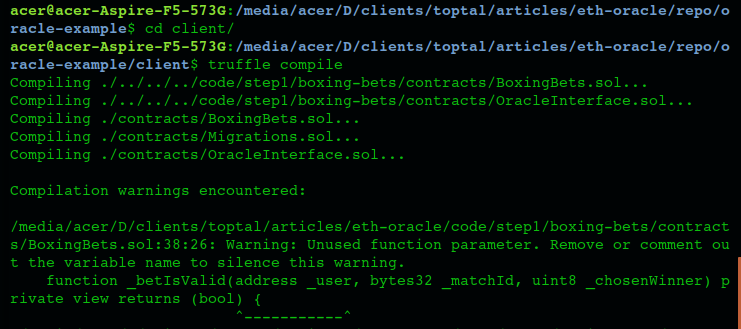 acer@acer-Aspire-F5-573G:/media/acer/D/clients/toptal/articles/eth-oracle/repo/o
racle-example$ cd client/
acer@acer-Aspire-F5-573G:/media/acer/D/clients/toptal/articles/eth-oracle/repo/o
racle-example/client$ truffle compile
Compiling ./../../../code/step1/boxing-bets/contracts/BoxingBets.sol...
Compiling ./../../../code/step1/boxing-bets/contracts/OracleInterface.sol...
Compiling ./contracts/BoxingBets.sol...
Compiling ./contracts/Migrations.sol...
Compiling ./contracts/OracleInterface.sol...

Compilation warnings encountered:

/media/acer/D/clients/toptal/articles/eth-oracle/code/step1/boxing-bets/contract
s/BoxingBets.sol:38:26: Warning: Unused function parameter. Remove or comment ou
t the variable name to silence this warning.
    function _betIsValid(address _user, bytes32 _matchId, uint8 _chosenWinner) p
rivate view returns (bool) {
                         ^-----------^